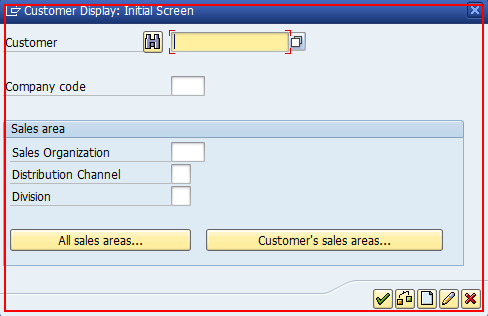 Customer Display: Initial Screen
Customer
Company code
Sales area
Sales Organization
Distribution Channel
Division
All sales areas...
Customer's sales areas...